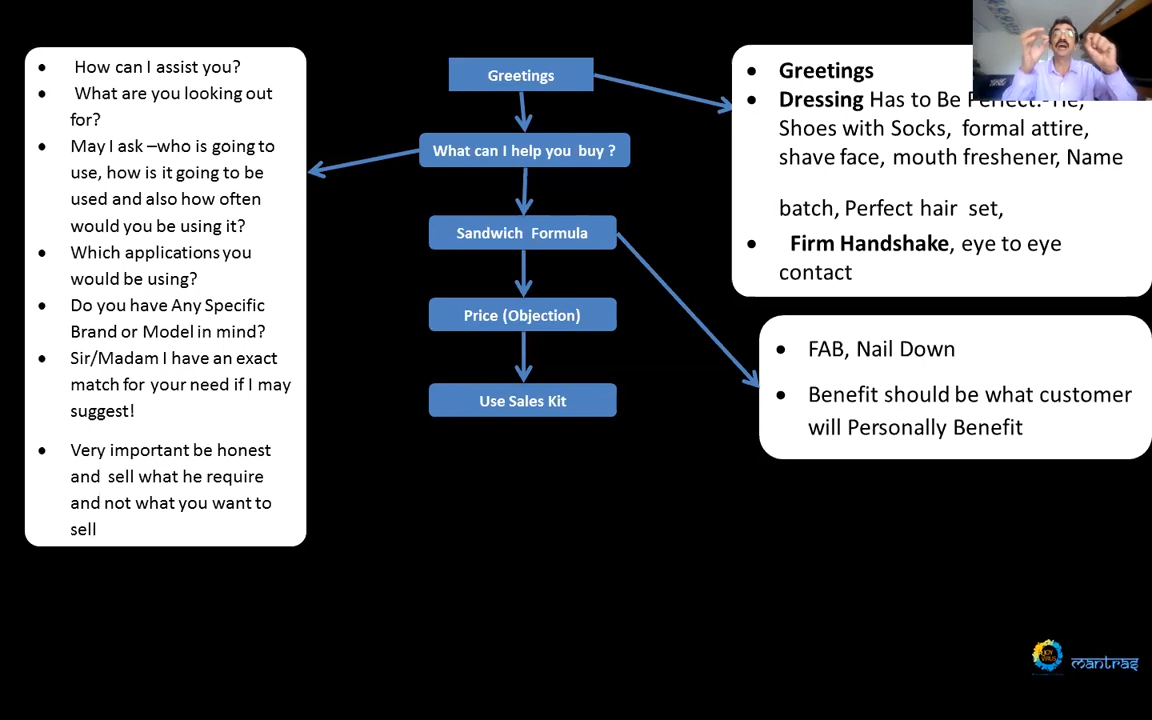 How can I assist you?
What are you looking out
for?
May I ask –who is going to
use, how is it going to be
used and also how often
would you be using it?
Which applications you
would be using?
Do you have Any Specific
Brand or Model in mind?
Sir/Madam I have an exact
match for your need if I may
suggest!
Very important be honest
and sell what he require
and not what you want to
sell
Greetings
What can I help you buy ?
Sandwich Formula
Price (Objection)
Use Sales Kit
Greetings
Dressing Has to Be Perfect:- Tie,
Shoes with Socks, formal attire,
shave face, mouth freshener, Name
batch, Perfect hair set,
Firm Handshake, eye to eye
contact
FAB, Nail Down
Benefit should be what customer
will Personally Benefit
JOY
VIRUS
mantras